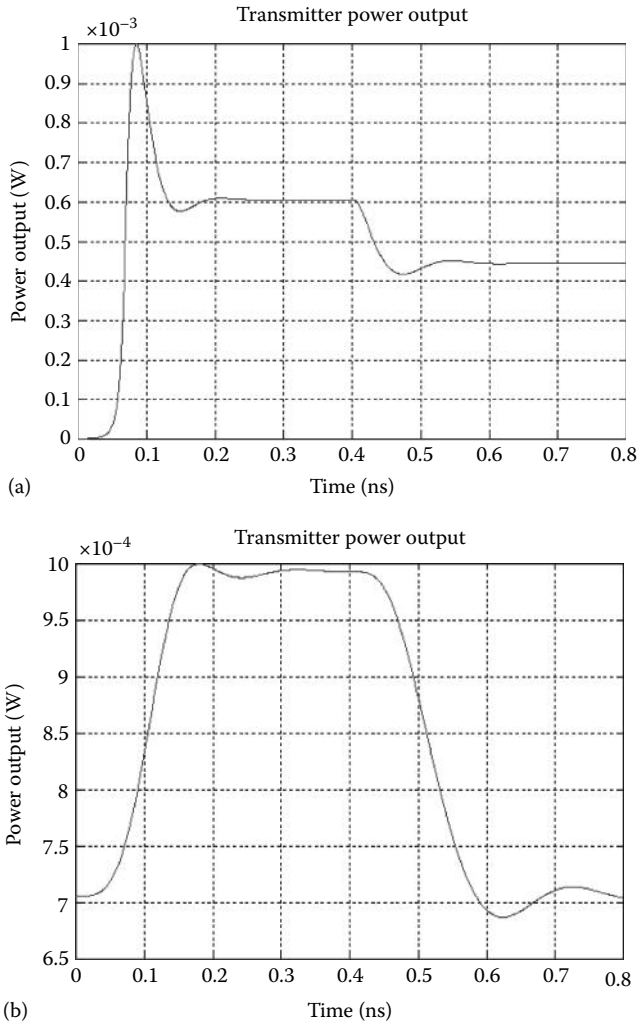 Transmitter power output
×10⁻³
1
0.9
0.8
0.7
0.6
0.5
0.4
0.3
0.2
0.1
0
Power output (W)
0 0.1 0.2 0.3 0.4 0.5 0.6 0.7 0.8
Time (ns)
(a)
Transmitter power output
×10⁻⁴
10
9.5
9
8.5
8
7.5
7
6.5
Power output (W)
0 0.1 0.2 0.3 0.4 0.5 0.6 0.7 0.8
Time (ns)
(b)